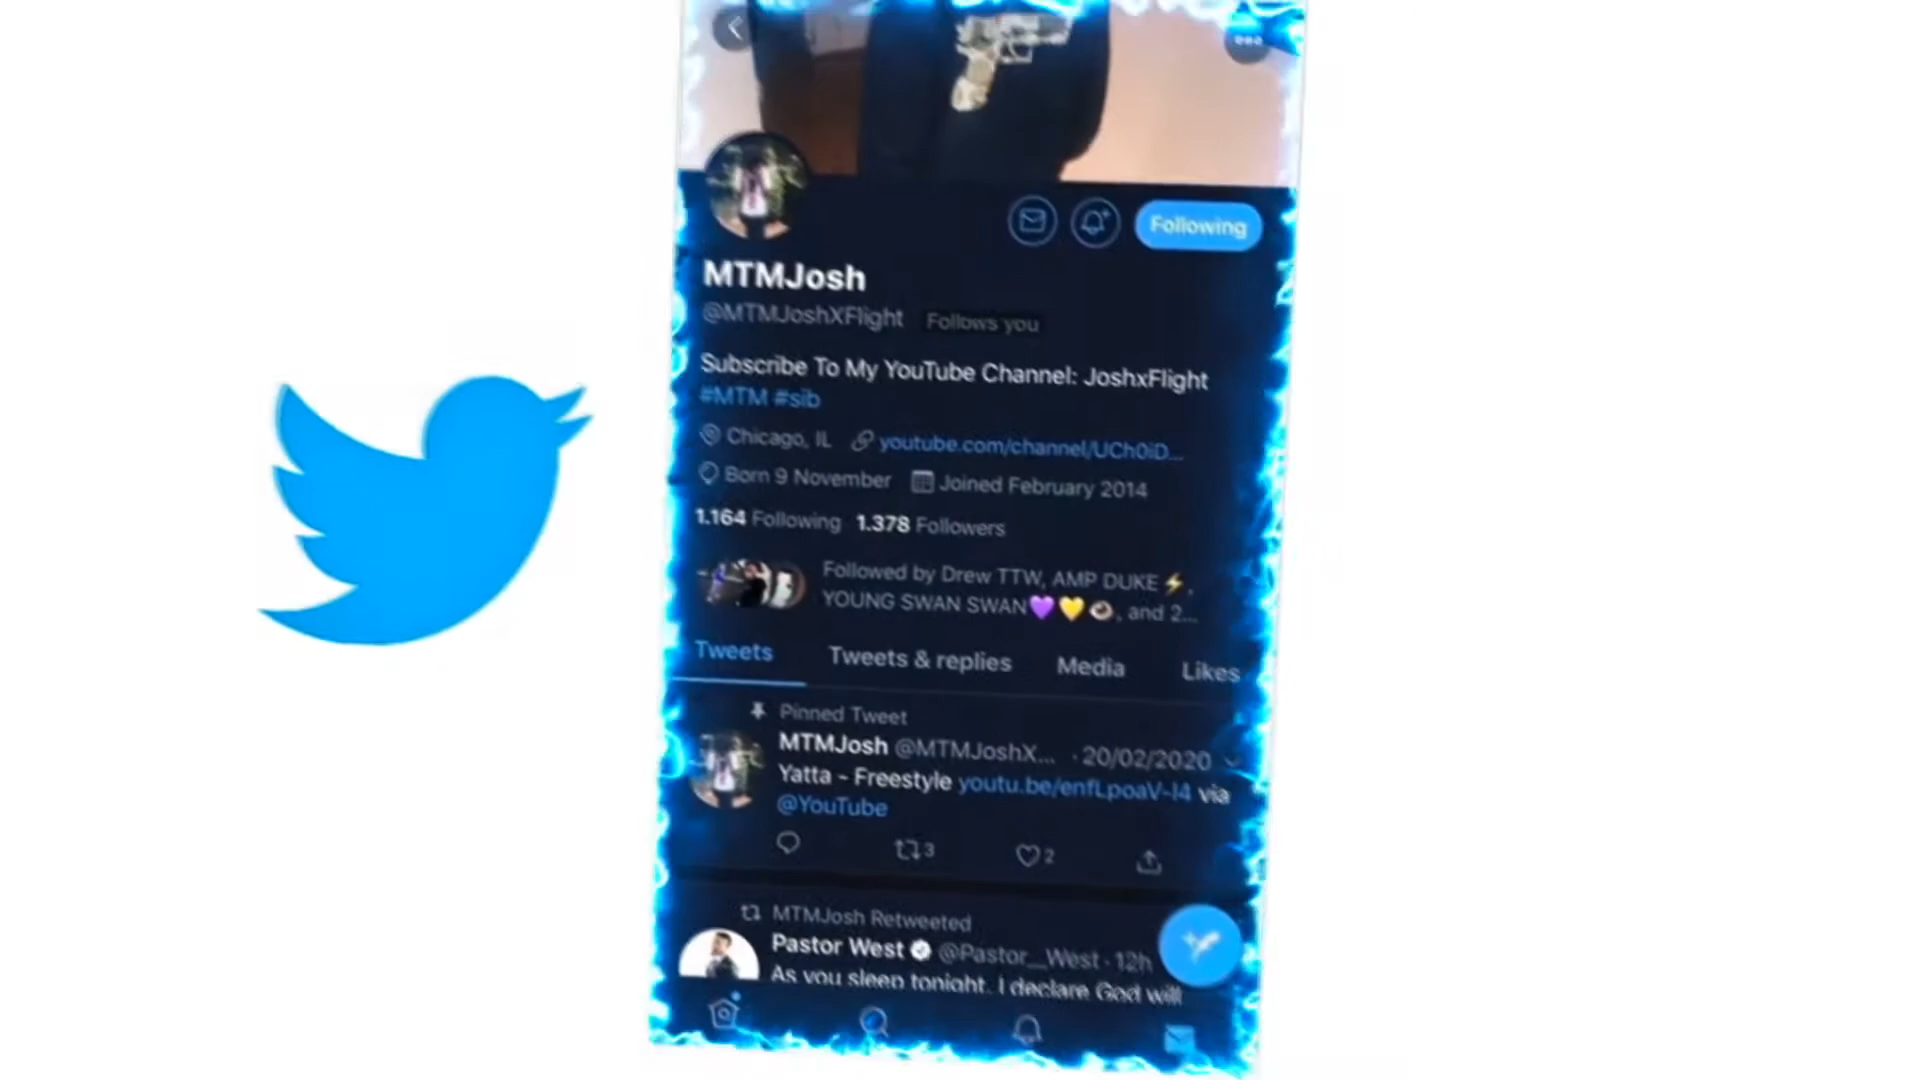 Following
MTMJosh
@MTMJoshXFlight Follows you
Subscribe To My YouTube Channel: JoshxFlight
#MTM #sib
Chicago, IL youtube.com/channel/UCh0iD...
Born 9 November Joined February 2014
1.164 Following 1.378 Followers
Followed by Drew TTW, AMP DUKE⚡,
YOUNG SWAN SWAN💜💛👁, and 2...
Tweets Tweets & replies Media Likes
Pinned Tweet
MTMJosh @MTMJoshX... · 20/02/2020
Yatta - Freestyle youtu.be/enfLpoaV-I4 via
@YouTube
3 2
MTMJosh Retweeted
Pastor West @Pastor__West · 12h
As you sleep tonight, I declare God will